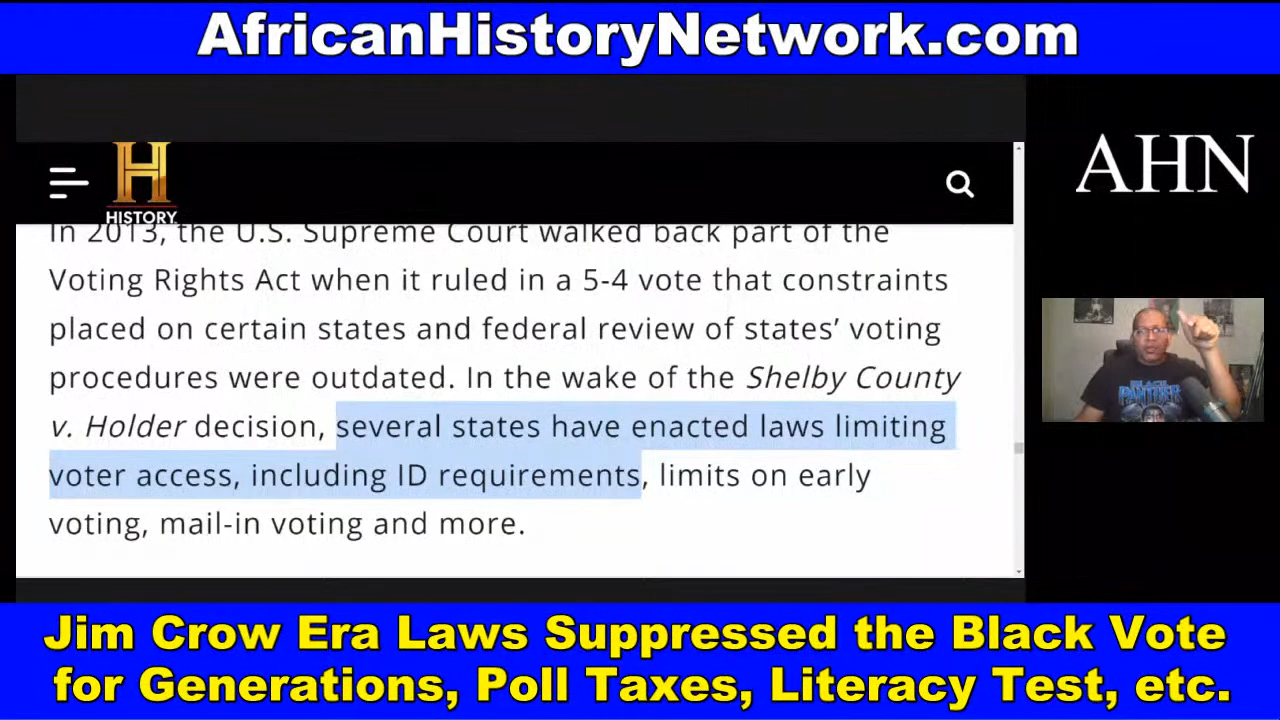 AfricanHistoryNetwork.com
AHN
HISTORY
In 2013, the U.S. Supreme Court walked back part of the
Voting Rights Act when it ruled in a 5-4 vote that constraints
placed on certain states and federal review of states’ voting
procedures were outdated. In the wake of the Shelby County
v. Holder decision, several states have enacted laws limiting
voter access, including ID requirements, limits on early
voting, mail-in voting and more.
BLACK
PANTHER
Jim Crow Era Laws Suppressed the Black Vote
for Generations, Poll Taxes, Literacy Test, etc.